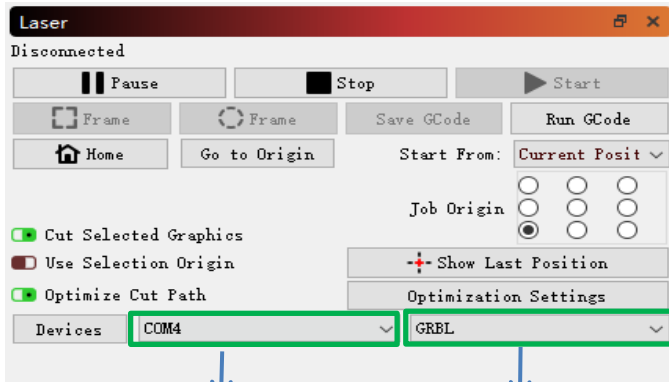 Laser
Disconnected
Pause Stop Start
Frame Frame Save GCode Run GCode
Home Go to Origin Start From: Current Posit
Job Origin
Cut Selected Graphics
Use Selection Origin Show Last Position
Optimize Cut Path Optimization Settings
Devices COM4 GRBL